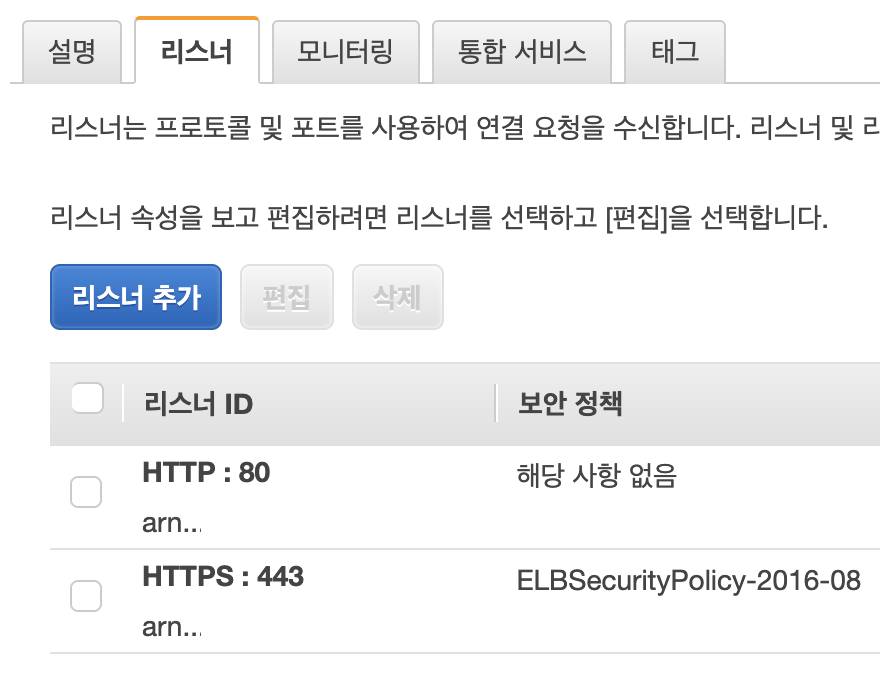 설명 리스너 모니터링 통합 서비스 태그
리스너는 프로토콜 및 포트를 사용하여 연결 요청을 수신합니다. 리스너 및 리
리스너 속성을 보고 편집하려면 리스너를 선택하고 [편집]을 선택합니다.
리스너 추가 편집 삭제
리스너 ID 보안 정책
HTTP : 80 해당 사항 없음
arn...
HTTPS : 443 ELBSecurityPolicy-2016-08
arn...